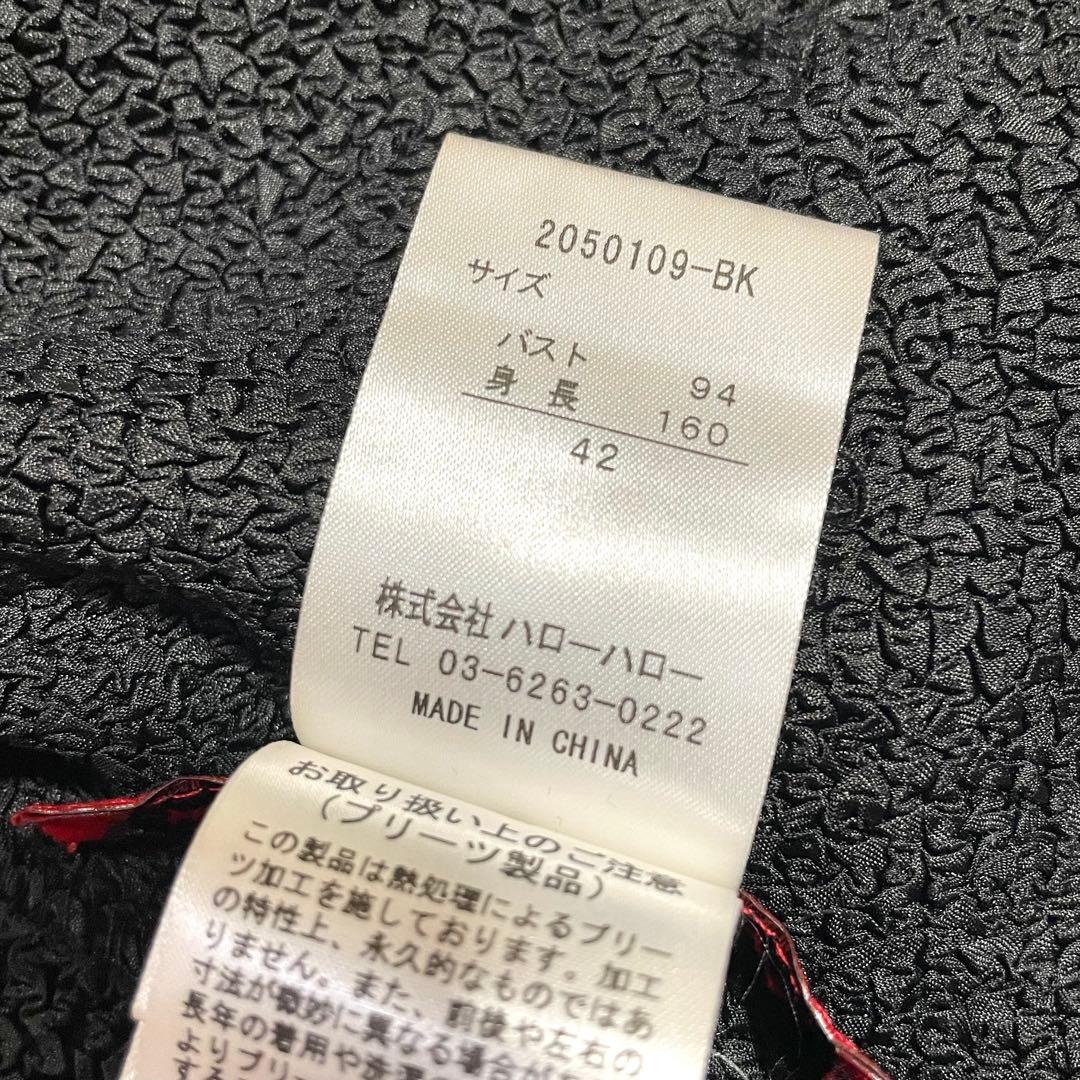 2050109-BK
サイズ
バスト 94
身長 160
42
株式会社 ハローハロー
TEL 03-6263-0222
MADE IN CHINA
お取り扱い上のご注意
(プリーツ製品)
この製品は熱処理によるプリー
ツ加工を施しております。加工
の特性上、永久的なものではあ
りません。また、前後や左右の
寸法が微妙に異なる場合が
長年の着用や洗濯
よりプリ
する